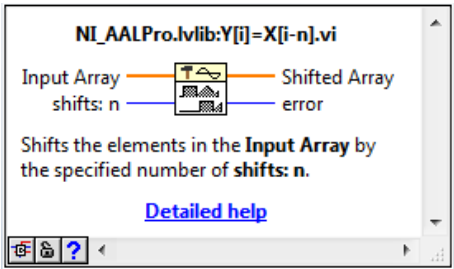 NI_AALPro.lvlib:Y[i]=X[i-n].vi
Input Array
Shifted Array
shifts: n
error
Shifts the elements in the Input Array by
the specified number of shifts: n.
Detailed help
?